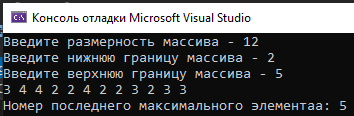 Консоль отладки Microsoft Visual Studio
Введите размерность массива - 12
Введите нижнюю границу массива - 2
Введите верхнюю границу массива - 5
3 4 4 2 2 4 2 2 3 2 3 3
Номер последнего максимального элементаа: 5